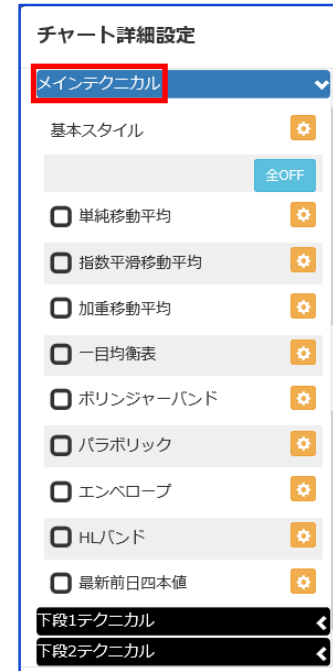 チャート詳細設定
メインテクニカル
基本スタイル
全OFF
単純移動平均
指数平滑移動平均
加重移動平均
一目均衡表
ボリンジャーバンド
パラボリック
エンベロープ
HLバンド
最新前日四本値
下段1テクニカル
下段2テクニカル